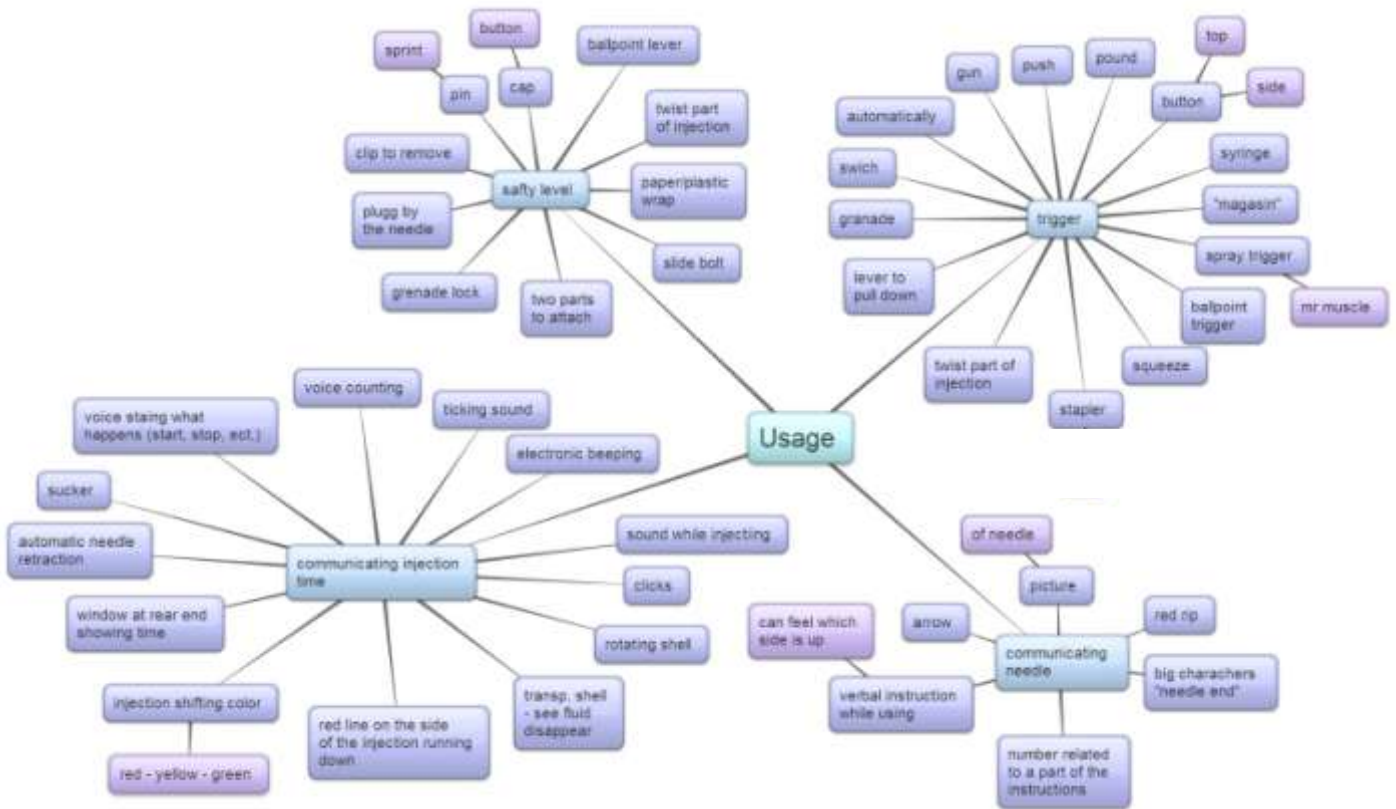 Usage
safty level
sprint
pin
button
cap
ballpoint lever
twist part
of injection
paper/plastic
wrap
slide bolt
two parts
to attach
grenade lock
plugg by
the needle
clip to remove
trigger
automatically
gun
push
pound
button
top
side
syringe
"magasin"
spray trigger
mr muscle
ballpoint
trigger
squeeze
stapler
twist part of
injection
lever to
pull down
granade
swich
communicating injection
time
voice staing what
happens (start, stop, ect.)
voice counting
ticking sound
electronic beeping
sound while injecting
clicks
rotating shell
transp. shell
- see fluid
disappear
red line on the side
of the injection running
down
injection shifting color
red - yellow - green
window at rear end
showing time
automatic needle
retraction
sucker
communicating
needle
of needle
picture
red rip
big charachers
"needle end"
number related
to a part of the
instructions
verbal instruction
while using
can feel which
side is up
arrow